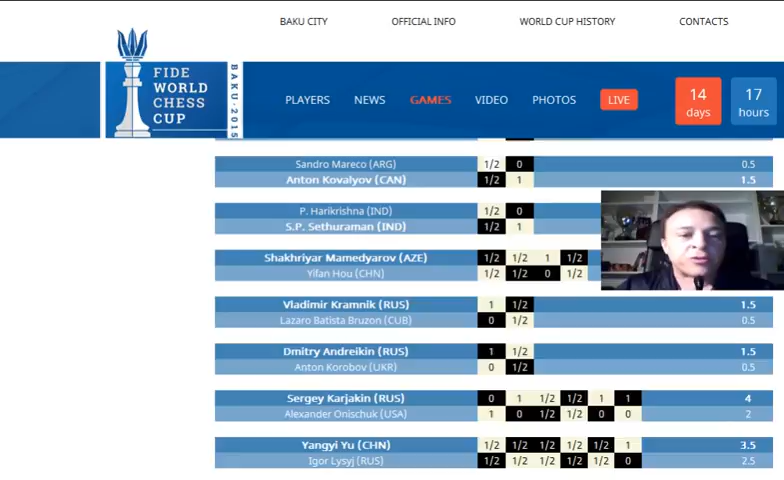 BAKU CITY OFFICIAL INFO WORLD CUP HISTORY CONTACTS
FIDE
WORLD
CHESS
CUP
BAKU·2015
PLAYERS NEWS GAMES VIDEO PHOTOS LIVE
14 days
17 hours
Sandro Mareco (ARG) 1/2 0 0.5
Anton Kovalyov (CAN) 1/2 1 1.5
P. Harikrishna (IND) 1/2 0
S.P. Sethuraman (IND) 1/2 1
Shakhriyar Mamedyarov (AZE) 1/2 1/2 1 1/2
Yifan Hou (CHN) 1/2 1/2 0 1/2
Vladimir Kramnik (RUS) 1 1/2 1.5
Lazaro Batista Bruzon (CUB) 0 1/2 0.5
Dmitry Andreikin (RUS) 1 1/2 1.5
Anton Korobov (UKR) 0 1/2 0.5
Sergey Karjakin (RUS) 0 1 1/2 1/2 1 1 4
Alexander Onischuk (USA) 1 0 1/2 1/2 0 0 2
Yangyi Yu (CHN) 1/2 1/2 1/2 1/2 1/2 1 3.5
Igor Lysyj (RUS) 1/2 1/2 1/2 1/2 1/2 0 2.5